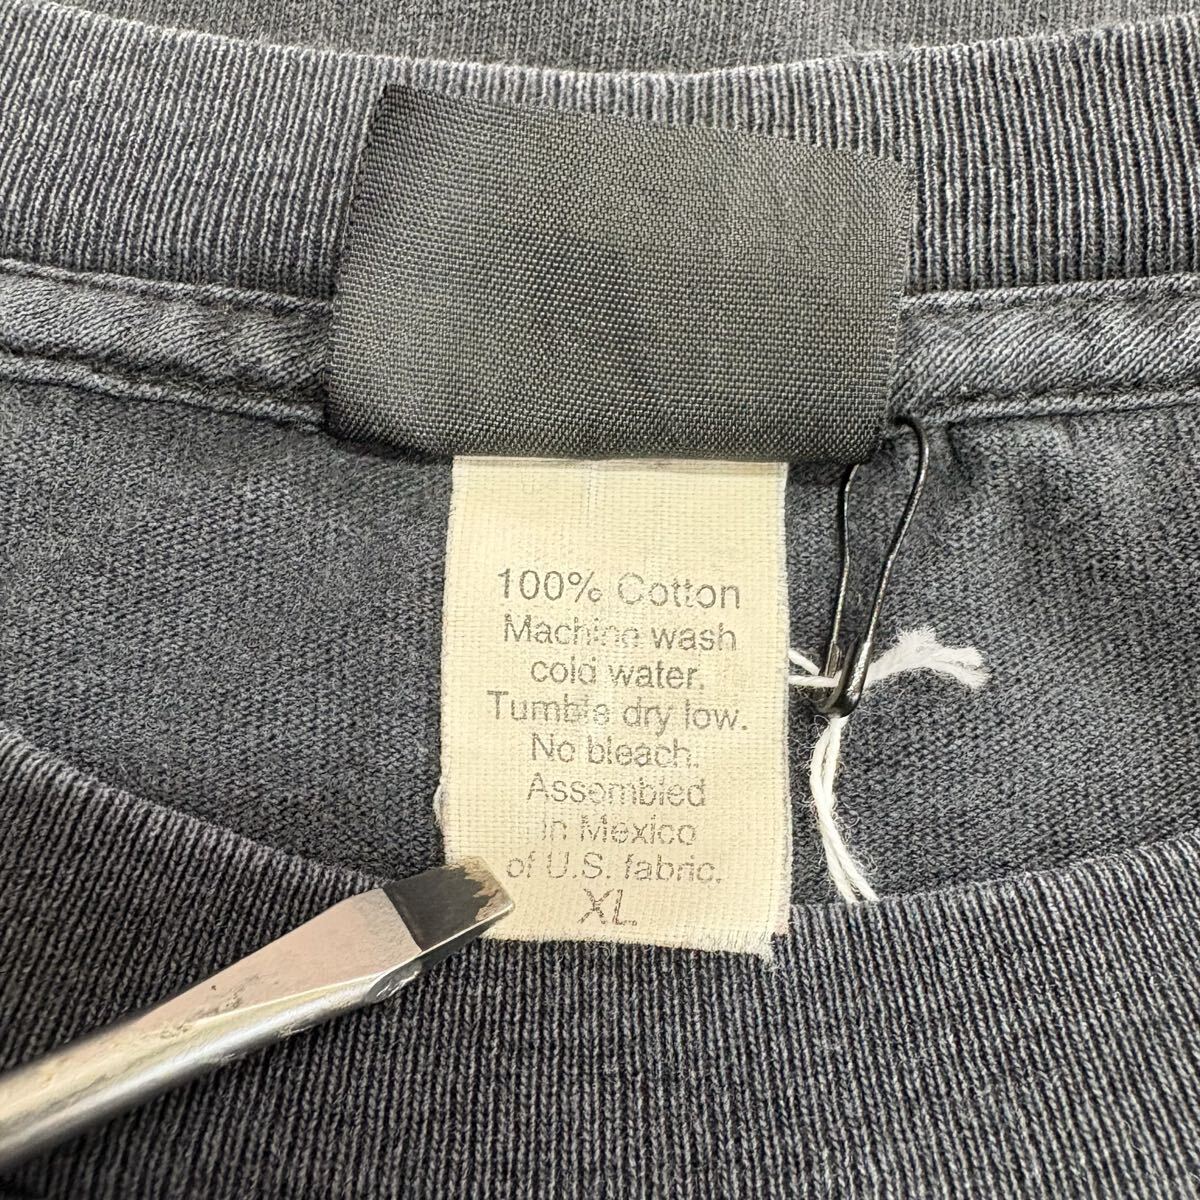 100% Cotton
Machine wash
cold water.
Tumble dry low.
No bleach.
Assembled
in Mexico
of U.S. fabric.
XL